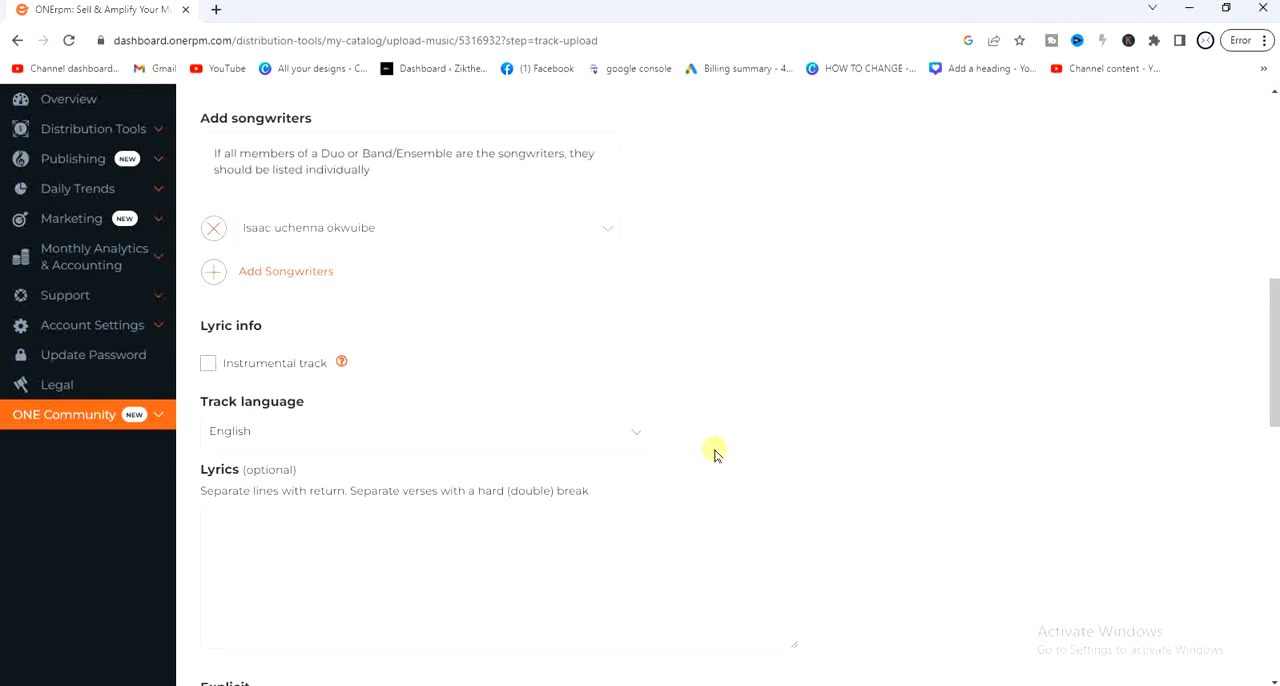 ONErpm: Sell & Amplify Your Mu
dashboard.onerpm.com/distribution-tools/my-catalog/upload-music/5316932?step=track-upload
Error
Channel dashboard...
Gmail
YouTube
All your designs - C...
Dashboard ‹ Zikthe...
(1) Facebook
google console
Billing summary - 4...
HOW TO CHANGE -...
Add a heading - Yo...
Channel content - Y...
»
Overview
Distribution Tools
Publishing NEW
Daily Trends
Marketing NEW
Monthly Analytics
& Accounting
Support
Account Settings
Update Password
Legal
ONE Community NEW
Add songwriters
If all members of a Duo or Band/Ensemble are the songwriters, they
should be listed individually
Isaac uchenna okwuibe
Add Songwriters
Lyric info
Instrumental track ?
Track language
English
Lyrics (optional)
Separate lines with return. Separate verses with a hard (double) break
Explicit
Activate Windows
Go to Settings to activate Windows.